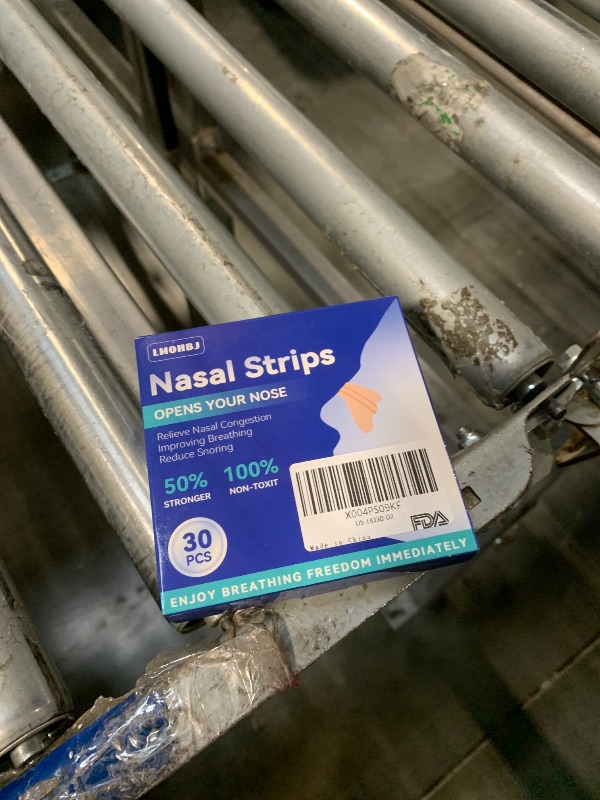 LMOHBJ
Nasal Strips
OPENS YOUR NOSE
Relieve Nasal Congestion
Improving Breathing
Reduce Snoring
50%
STRONGER
100%
NON-TOXIT
30
PCS
X004PS09KF
Made in China
FDA
ENJOY BREATHING FREEDOM IMMEDIATELY